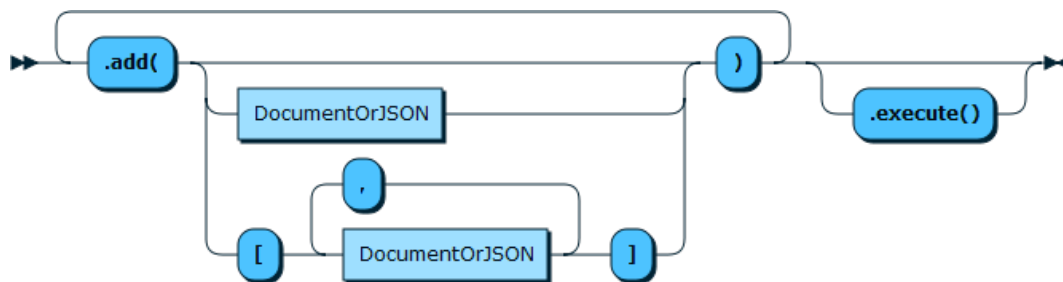 .add(
)
DocumentOrJSON
.execute()
,
[
DocumentOrJSON
]